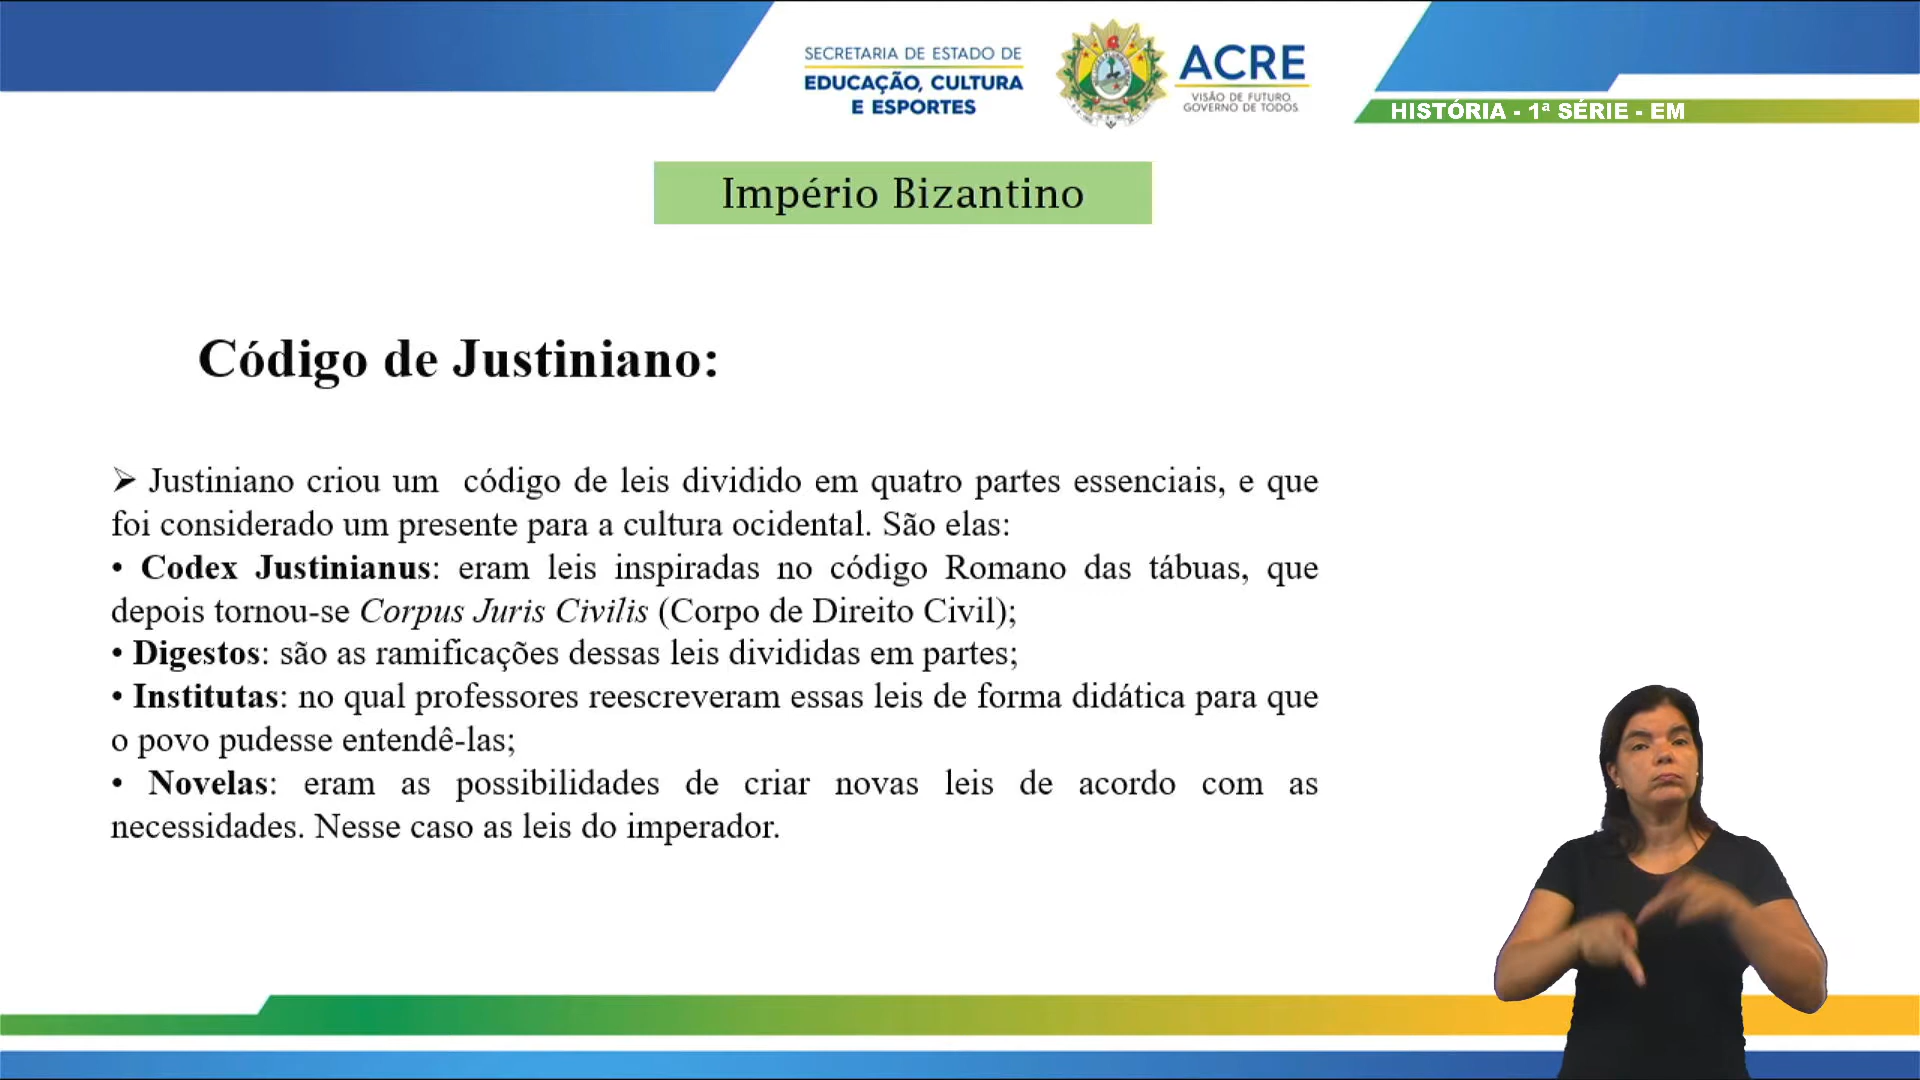 SECRETARIA DE ESTADO DE
EDUCAÇÃO, CULTURA
E ESPORTES
ACRE
VISÃO DE FUTURO.
GOVERNO DE TODOS.
HISTÓRIA - 1ª SÉRIE - EM
Império Bizantino
Código de Justiniano:
➢ Justiniano criou um código de leis dividido em quatro partes essenciais, e que
foi considerado um presente para a cultura ocidental. São elas:
• Codex Justinianus: eram leis inspiradas no código Romano das tábuas, que
depois tornou-se Corpus Juris Civilis (Corpo de Direito Civil);
• Digestos: são as ramificações dessas leis divididas em partes;
• Institutas: no qual professores reescreveram essas leis de forma didática para que
o povo pudesse entendê-las;
• Novelas: eram as possibilidades de criar novas leis de acordo com as
necessidades. Nesse caso as leis do imperador.